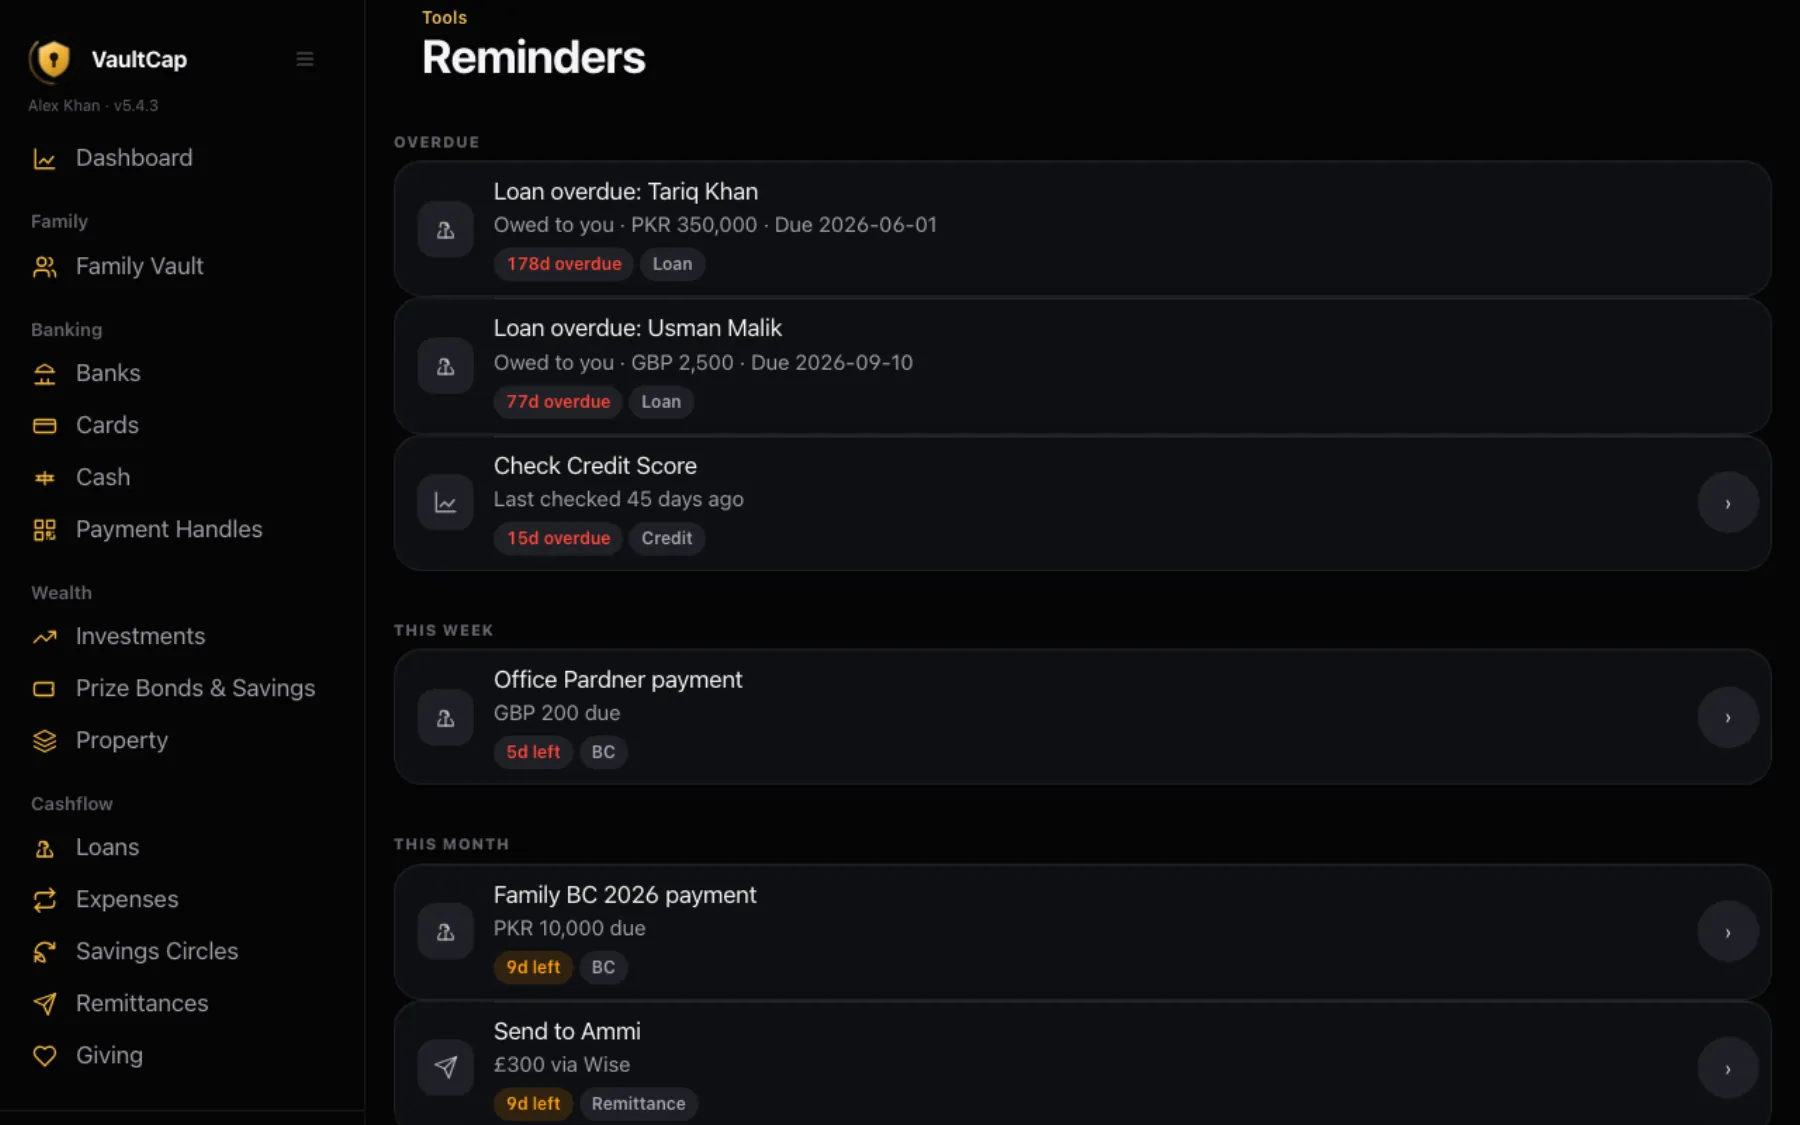 VaultCap
Alex Khan · v5.4.3
Dashboard
Family
Family Vault
Banking
Banks
Cards
Cash
Payment Handles
Wealth
Investments
Prize Bonds & Savings
Property
Cashflow
Loans
Expenses
Savings Circles
Remittances
Giving
Tools
Reminders
OVERDUE
Loan overdue: Tariq Khan
Owed to you · PKR 350,000 · Due 2026-06-01
178d overdue Loan
Loan overdue: Usman Malik
Owed to you · GBP 2,500 · Due 2026-09-10
77d overdue Loan
Check Credit Score
Last checked 45 days ago
15d overdue Credit
THIS WEEK
Office Pardner payment
GBP 200 due
5d left BC
THIS MONTH
Family BC 2026 payment
PKR 10,000 due
9d left BC
Send to Ammi
£300 via Wise
9d left Remittance